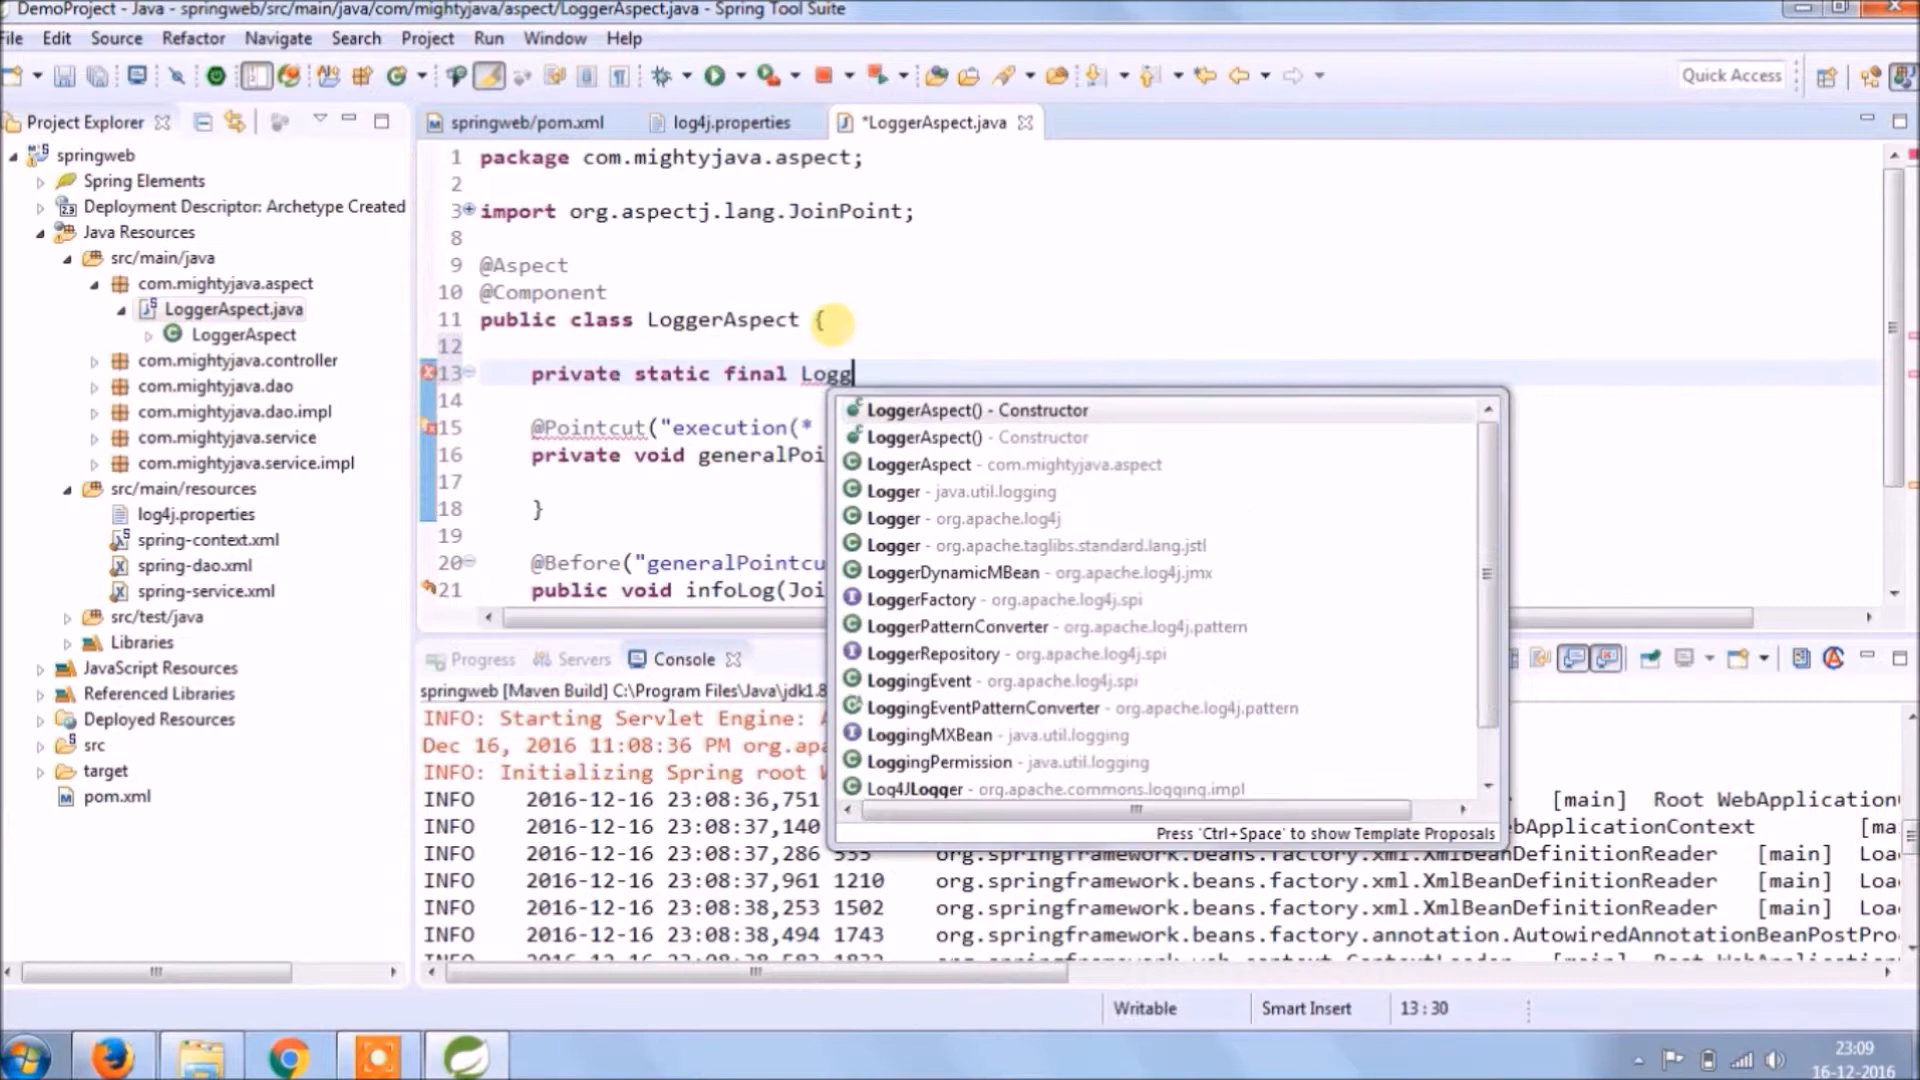 DemoProject - Java - springweb/src/main/java/com/mightyjava/aspect/LoggerAspect.java - Spring Tool Suite
File Edit Source Refactor Navigate Search Project Run Window Help
Quick Access
Project Explorer
springweb/pom.xml
log4j.properties
*LoggerAspect.java
springweb
Spring Elements
Deployment Descriptor: Archetype Created
Java Resources
src/main/java
com.mightyjava.aspect
LoggerAspect.java
LoggerAspect
com.mightyjava.controller
com.mightyjava.dao
com.mightyjava.dao.impl
com.mightyjava.service
com.mightyjava.service.impl
src/main/resources
log4j.properties
spring-context.xml
spring-dao.xml
spring-service.xml
src/test/java
Libraries
JavaScript Resources
Referenced Libraries
Deployed Resources
src
target
pom.xml
1 package com.mightyjava.aspect;
2
3 import org.aspectj.lang.JoinPoint;
8
9 @Aspect
10 @Component
11 public class LoggerAspect {
12
13 private static final Logg
14
15 @Pointcut("execution(*
16 private void generalPoi
17
18 }
19
20 @Before("generalPointcu
21 public void infoLog(Joi
LoggerAspect() - Constructor
LoggerAspect() - Constructor
LoggerAspect - com.mightyjava.aspect
Logger - java.util.logging
Logger - org.apache.log4j
Logger - org.apache.taglibs.standard.lang.jstl
LoggerDynamicMBean - org.apache.log4j.jmx
LoggerFactory - org.apache.log4j.spi
LoggerPatternConverter - org.apache.log4j.pattern
LoggerRepository - org.apache.log4j.spi
LoggingEvent - org.apache.log4j.spi
LoggingEventPatternConverter - org.apache.log4j.pattern
LoggingMXBean - java.util.logging
LoggingPermission - java.util.logging
Log4JLogger - org.apache.commons.logging.impl
Press 'Ctrl+Space' to show Template Proposals
Progress Servers Console
springweb [Maven Build] C:\Program Files\Java\jdk1.8
INFO: Starting Servlet Engine: A
Dec 16, 2016 11:08:36 PM org.apa
INFO: Initializing Spring root W
INFO 2016-12-16 23:08:36,751 [main] Root WebApplication
INFO 2016-12-16 23:08:37,140 ebApplicationContext [ma
INFO 2016-12-16 23:08:37,286 535 org.springframework.beans.factory.xml.XmlBeanDefinitionReader [main] Loa
INFO 2016-12-16 23:08:37,961 1210 org.springframework.beans.factory.xml.XmlBeanDefinitionReader [main] Loa
INFO 2016-12-16 23:08:38,253 1502 org.springframework.beans.factory.xml.XmlBeanDefinitionReader [main] Loa
INFO 2016-12-16 23:08:38,494 1743 org.springframework.beans.factory.annotation.AutowiredAnnotationBeanPostPro
Writable Smart Insert 13:30
23:09
16-12-2016